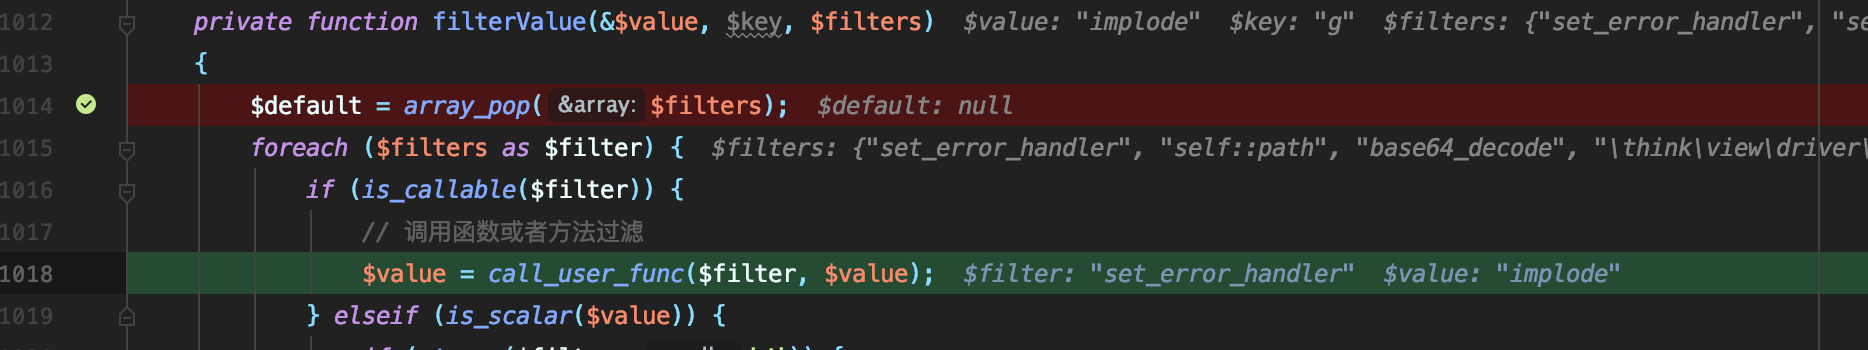 1012 private function filterValue(&$value, $key, $filters) $value: "implode" $key: "g" $filters: {"set_error_handler", "se
1013 {
1014 $default = array_pop( &array: $filters); $default: null
1015 foreach ($filters as $filter) { $filters: {"set_error_handler", "self::path", "base64_decode", "\think\view\driver\
1016 if (is_callable($filter)) {
1017 // 调用函数或者方法过滤
1018 $value = call_user_func($filter, $value); $filter: "set_error_handler" $value: "implode"
1019 } elseif (is_scalar($value)) {